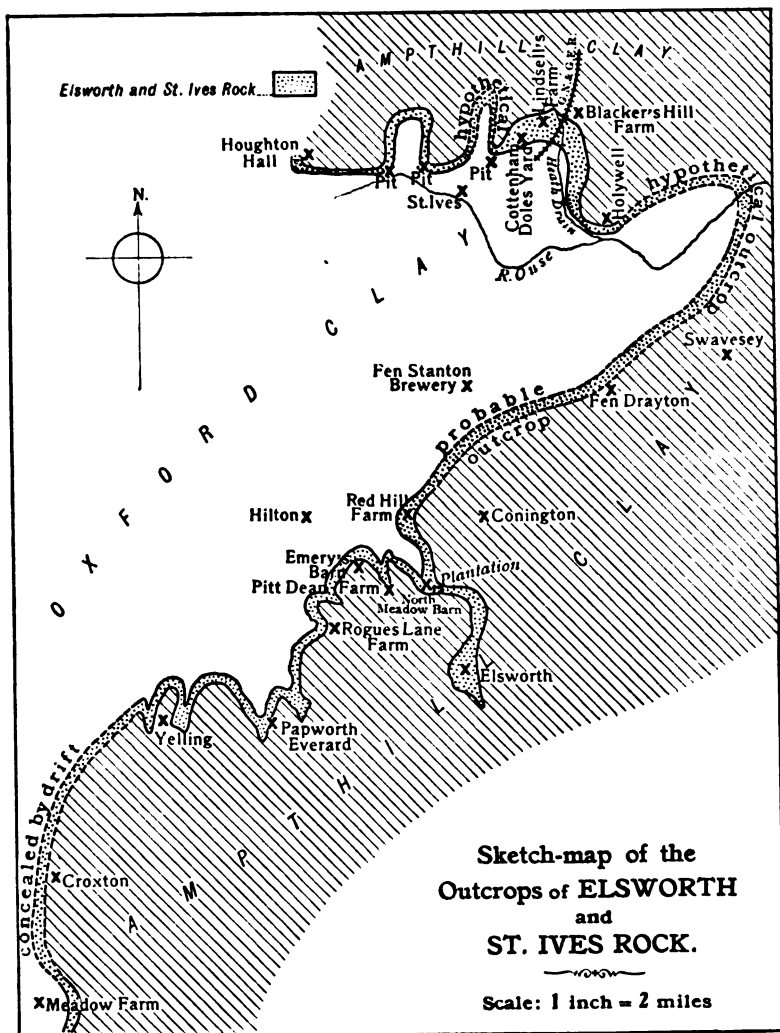 AMPTHILL CLAY
Elsworth and St. Ives Rock
hypothetical
Lindsell's
Farm
Blacker's Hill
Farm
Houghton
Hall
Pit
Pit
Pit
St. Ives
Cottenham
Doles Yard
Holywell
hypothetical outcrop
R. Ouse
N.
OXFORD CLAY
Swavesey
Fen Stanton
Brewery
Fen Drayton
probable
outcrop
Red Hill
Farm
Hilton
Conington
Emery's
Barn
Plantation
Pitt Dean Farm
North
Meadow Barn
Rogues Lane
Farm
Elsworth
Yelling
Papworth
Everard
AMPTHILL CLAY
concealed by drift
Croxton
Meadow Farm
Sketch-map of the
Outcrops of ELSWORTH
and
ST. IVES ROCK.
Scale: 1 inch = 2 miles